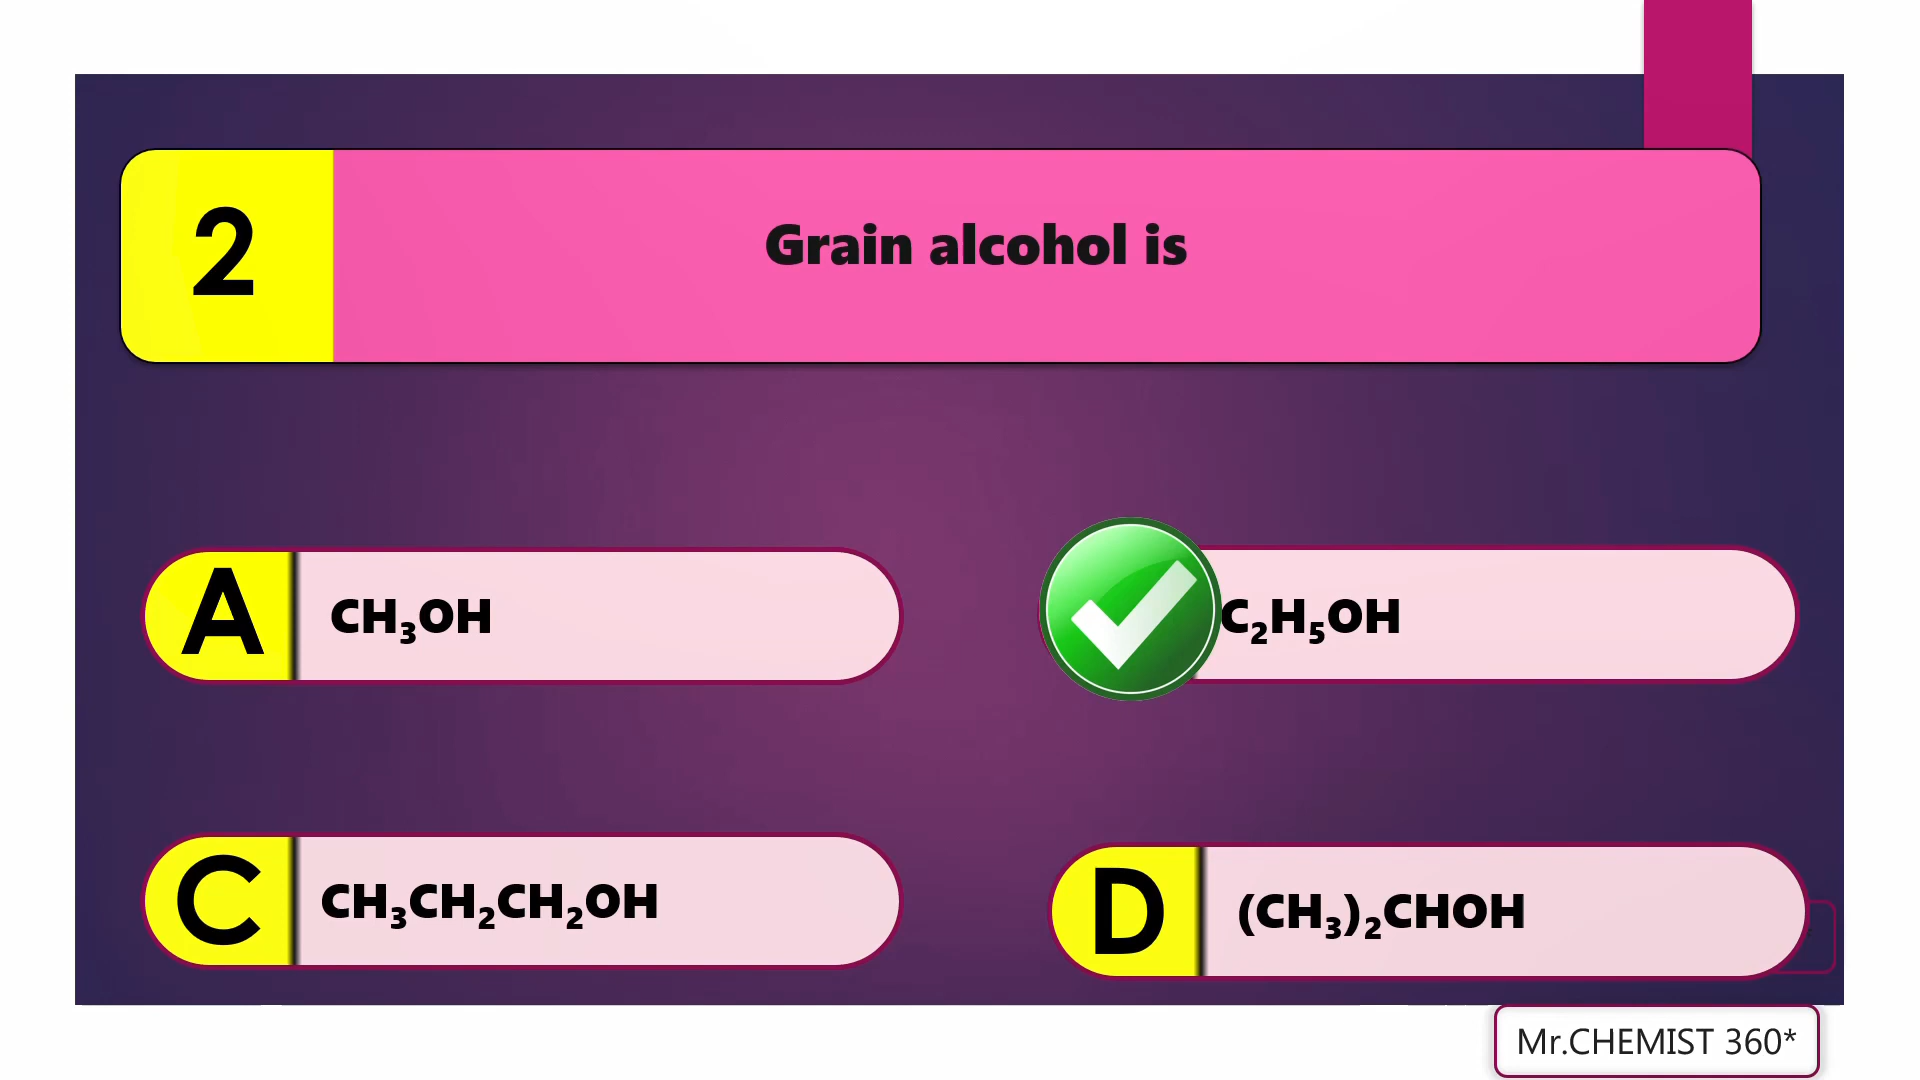 2
Grain alcohol is
A
CH₃OH
C₂H₅OH
C
CH₃CH₂CH₂OH
D
(CH₃)₂CHOH
Mr.CHEMIST 360*